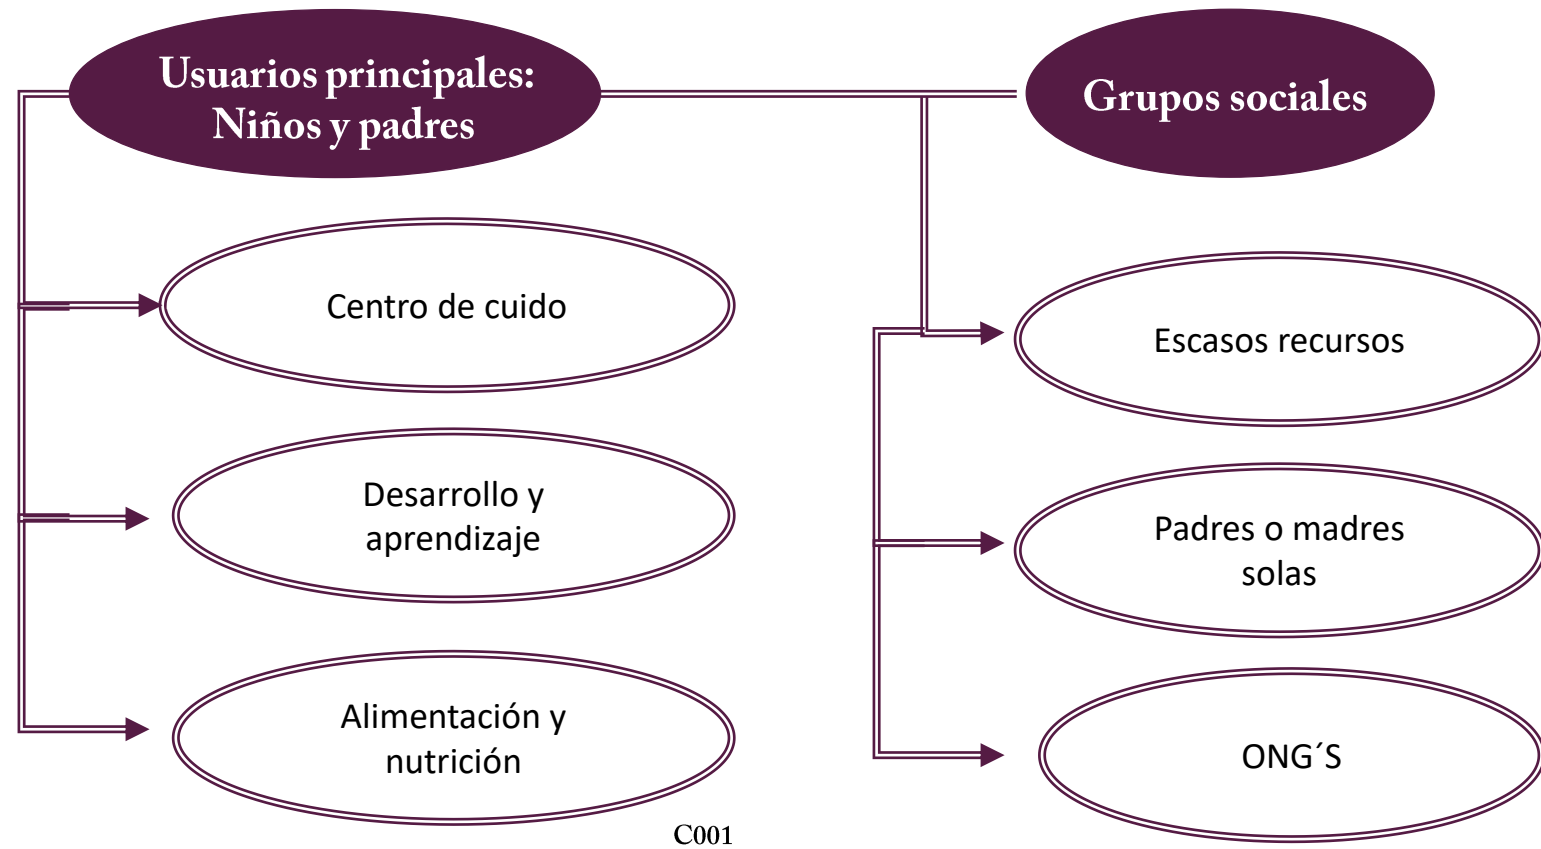 Usuarios principales:
Niños y padres
Grupos sociales
Centro de cuido
Desarrollo y
aprendizaje
Alimentación y
nutrición
Escasos recursos
Padres o madres
solas
ONG´S
C001